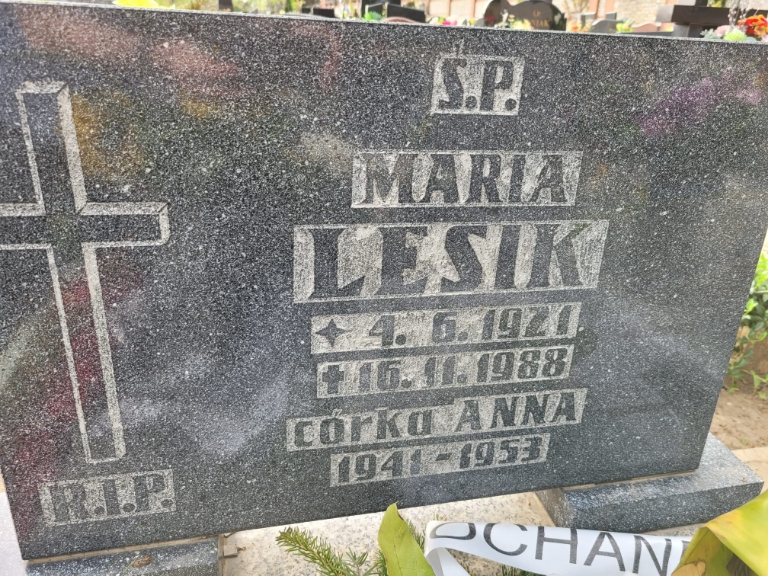 Ś.P.
MARIA
LESIK
4. 6. 1921
✝ 16. 11. 1988
córka ANNA
1941 - 1953
R.I.P.
OCHAN